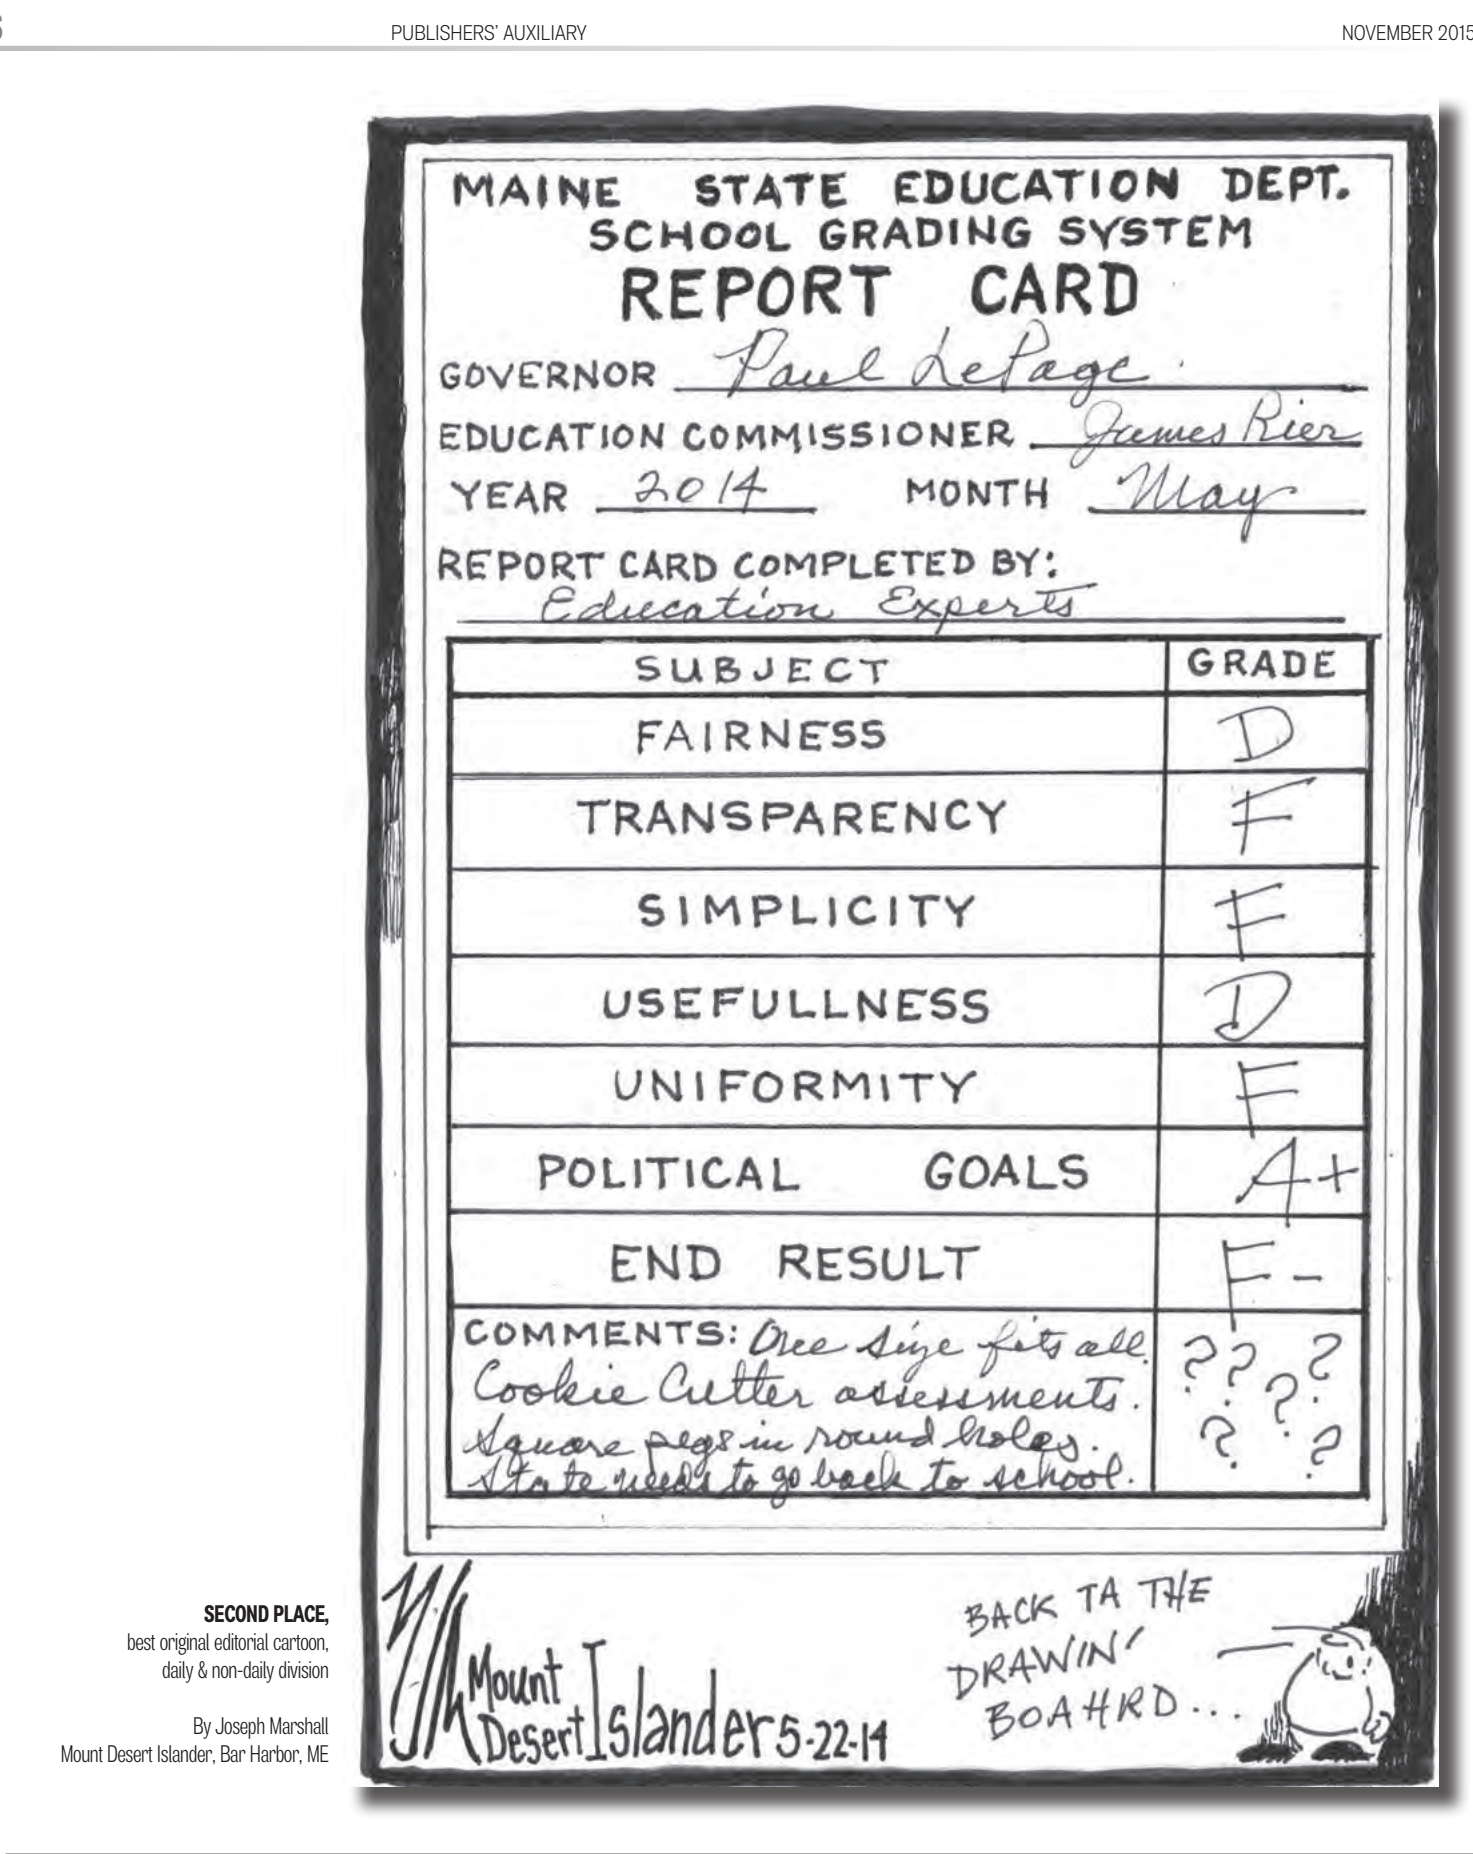 PUBLISHERS' AUXILIARY
NOVEMBER 2015
MAINE STATE EDUCATION DEPT.
SCHOOL GRADING SYSTEM
REPORT CARD
GOVERNOR Paul LePage
EDUCATION COMMISSIONER James Rier
YEAR 2014 MONTH May
REPORT CARD COMPLETED BY:
Education Experts
SUBJECT GRADE
FAIRNESS D
TRANSPARENCY F
SIMPLICITY F
USEFULLNESS D
UNIFORMITY F
POLITICAL GOALS A+
END RESULT F-
COMMENTS: One size fits all.
Cookie Cutter assessments.
Square pegs in round holes.
State needs to go back to school.
? ? ? ? ? ?
BACK TA THE
DRAWIN'
BOAHRD...
Mount
Desert Islander 5-22-14
SECOND PLACE,
best original editorial cartoon,
daily & non-daily division
By Joseph Marshall
Mount Desert Islander, Bar Harbor, ME